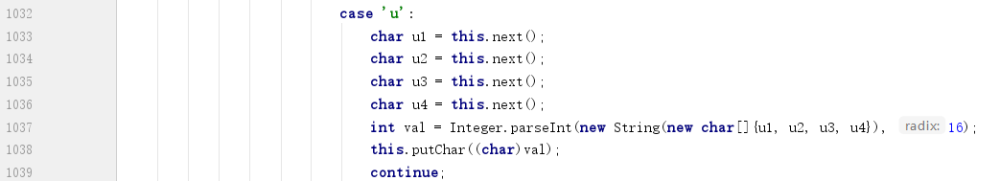 1032 case 'u':
1033 char u1 = this.next();
1034 char u2 = this.next();
1035 char u3 = this.next();
1036 char u4 = this.next();
1037 int val = Integer.parseInt(new String(new char[]{u1, u2, u3, u4}), radix: 16);
1038 this.putChar((char)val);
1039 continue;